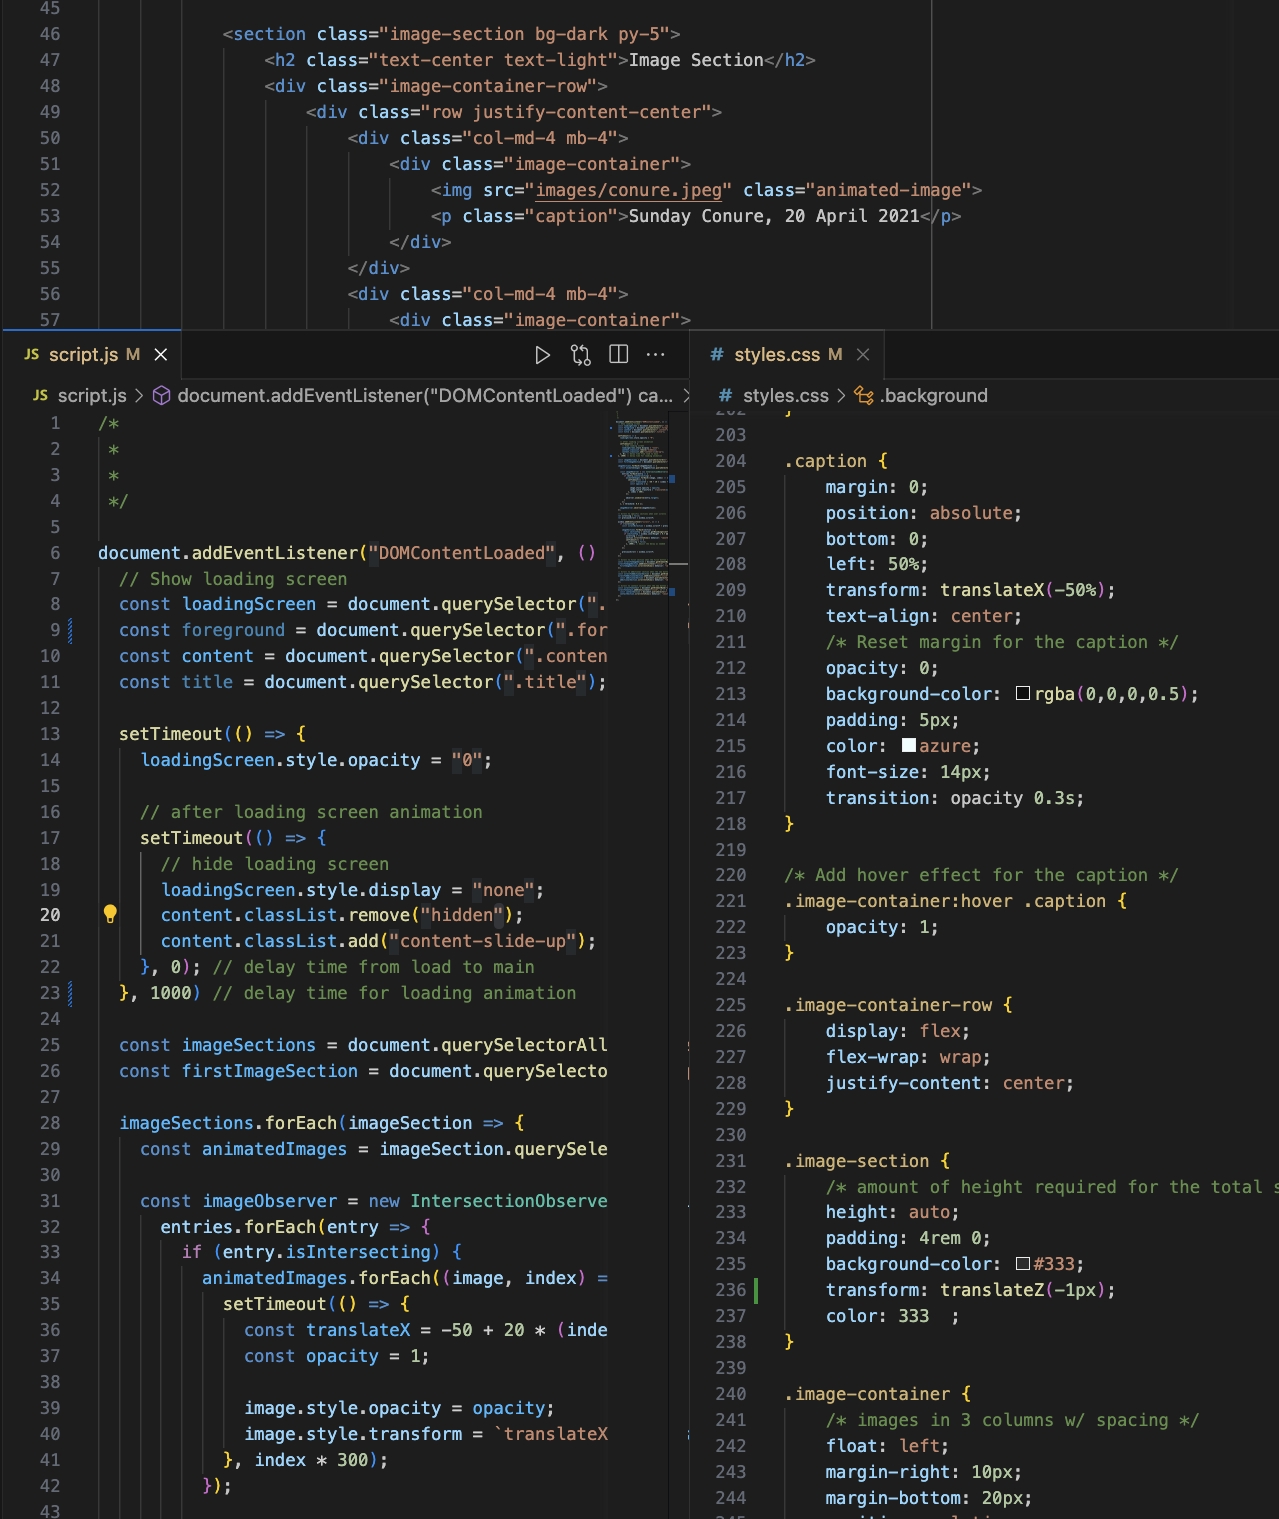 45
46 <section class="image-section bg-dark py-5">
47 <h2 class="text-center text-light">Image Section</h2>
48 <div class="image-container-row">
49 <div class="row justify-content-center">
50 <div class="col-md-4 mb-4">
51 <div class="image-container">
52 <img src="images/conure.jpeg" class="animated-image">
53 <p class="caption">Sunday Conure, 20 April 2021</p>
54 </div>
55 </div>
56 <div class="col-md-4 mb-4">
57 <div class="image-container">
JS script.js M
JS script.js > document.addEventListener("DOMContentLoaded") ca...
1 /*
2 *
3 *
4 */
5
6 document.addEventListener("DOMContentLoaded", ()
7 // Show loading screen
8 const loadingScreen = document.querySelector(".
9 const foreground = document.querySelector(".for
10 const content = document.querySelector(".conten
11 const title = document.querySelector(".title");
12
13 setTimeout(() => {
14 loadingScreen.style.opacity = "0";
15
16 // after loading screen animation
17 setTimeout(() => {
18 // hide loading screen
19 loadingScreen.style.display = "none";
20 content.classList.remove("hidden");
21 content.classList.add("content-slide-up");
22 }, 0); // delay time from load to main
23 }, 1000) // delay time for loading animation
24
25 const imageSections = document.querySelectorAll
26 const firstImageSection = document.querySelecto
27
28 imageSections.forEach(imageSection => {
29 const animatedImages = imageSection.querySele
30
31 const imageObserver = new IntersectionObserve
32 entries.forEach(entry => {
33 if (entry.isIntersecting) {
34 animatedImages.forEach((image, index) =
35 setTimeout(() => {
36 const translateX = -50 + 20 * (inde
37 const opacity = 1;
38
39 image.style.opacity = opacity;
40 image.style.transform = `translateX
41 }, index * 300);
42 });
43
# styles.css M
# styles.css > .background
202 }
203
204 .caption {
205 margin: 0;
206 position: absolute;
207 bottom: 0;
208 left: 50%;
209 transform: translateX(-50%);
210 text-align: center;
211 /* Reset margin for the caption */
212 opacity: 0;
213 background-color: rgba(0,0,0,0.5);
214 padding: 5px;
215 color: azure;
216 font-size: 14px;
217 transition: opacity 0.3s;
218 }
219
220 /* Add hover effect for the caption */
221 .image-container:hover .caption {
222 opacity: 1;
223 }
224
225 .image-container-row {
226 display: flex;
227 flex-wrap: wrap;
228 justify-content: center;
229 }
230
231 .image-section {
232 /* amount of height required for the total s
233 height: auto;
234 padding: 4rem 0;
235 background-color: #333;
236 transform: translateZ(-1px);
237 color: 333 ;
238 }
239
240 .image-container {
241 /* images in 3 columns w/ spacing */
242 float: left;
243 margin-right: 10px;
244 margin-bottom: 20px;